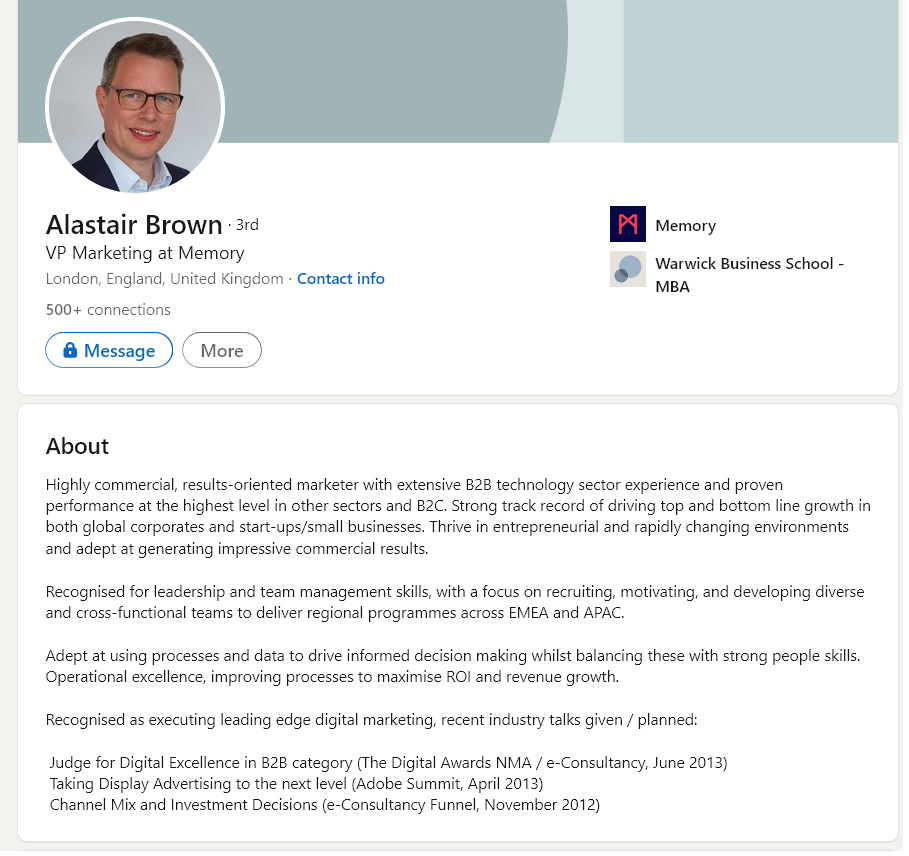 Alastair Brown · 3rd
VP Marketing at Memory
London, England, United Kingdom · Contact info
500+ connections
Message
More
Memory
Warwick Business School -
MBA
About
Highly commercial, results-oriented marketer with extensive B2B technology sector experience and proven
performance at the highest level in other sectors and B2C. Strong track record of driving top and bottom line growth in
both global corporates and start-ups/small businesses. Thrive in entrepreneurial and rapidly changing environments
and adept at generating impressive commercial results.
Recognised for leadership and team management skills, with a focus on recruiting, motivating, and developing diverse
and cross-functional teams to deliver regional programmes across EMEA and APAC.
Adept at using processes and data to drive informed decision making whilst balancing these with strong people skills.
Operational excellence, improving processes to maximise ROI and revenue growth.
Recognised as executing leading edge digital marketing, recent industry talks given / planned:
Judge for Digital Excellence in B2B category (The Digital Awards NMA / e-Consultancy, June 2013)
Taking Display Advertising to the next level (Adobe Summit, April 2013)
Channel Mix and Investment Decisions (e-Consultancy Funnel, November 2012)